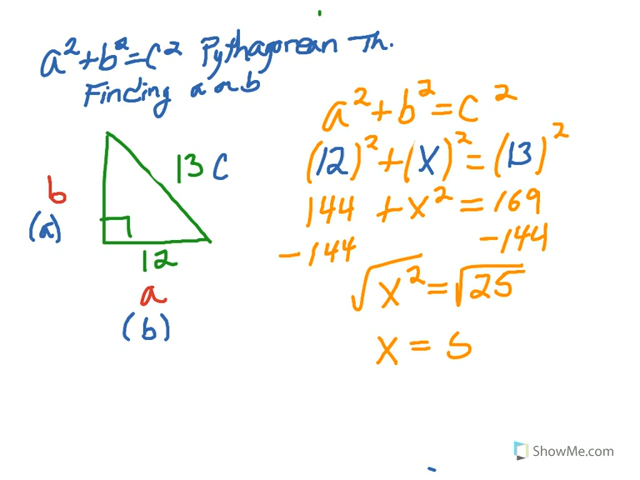 a² + b² = c² Pythagorean Th.
Finding a or b
a² + b² = c²
(12)² + (x)² = (13)²
144 + x² = 169
-144 -144
√x² = √25
x = 5
13 c
b
(a)
12
a
(b)
ShowMe.com